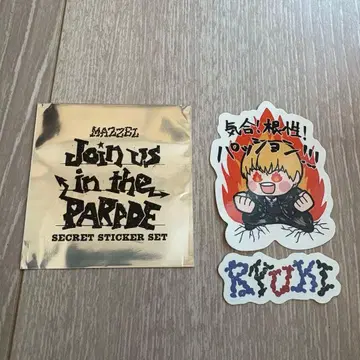 MAZZEL
Join us
in the
PARADE
SECRET STICKER SET
気合!根性!
パッション!!!
RYUKI